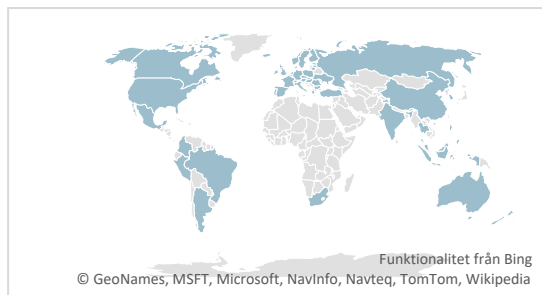 Funktionalitet från Bing
© GeoNames, MSFT, Microsoft, NavInfo, Navteq, TomTom, Wikipedia